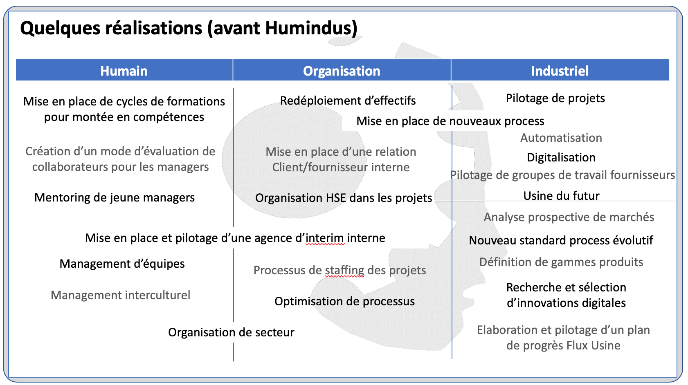 Quelques réalisations (avant Humindus)
Humain
Organisation
Industriel
Mise en place de cycles de formations
pour montée en compétences
Redéploiement d'effectifs
Pilotage de projets
Mise en place de nouveaux process
Automatisation
Création d'un mode d'évaluation de
collaborateurs pour les managers
Mise en place d'une relation
Client/fournisseur interne
Digitalisation
Pilotage de groupes de travail fournisseurs
Mentoring de jeune managers
Organisation HSE dans les projets
Usine du futur
Analyse prospective de marchés
Mise en place et pilotage d'une agence d'interim interne
Nouveau standard process évolutif
Management d'équipes
Processus de staffing des projets
Définition de gammes produits
Management interculturel
Optimisation de processus
Recherche et sélection
d'innovations digitales
Organisation de secteur
Elaboration et pilotage d'un plan
de progrès Flux Usine